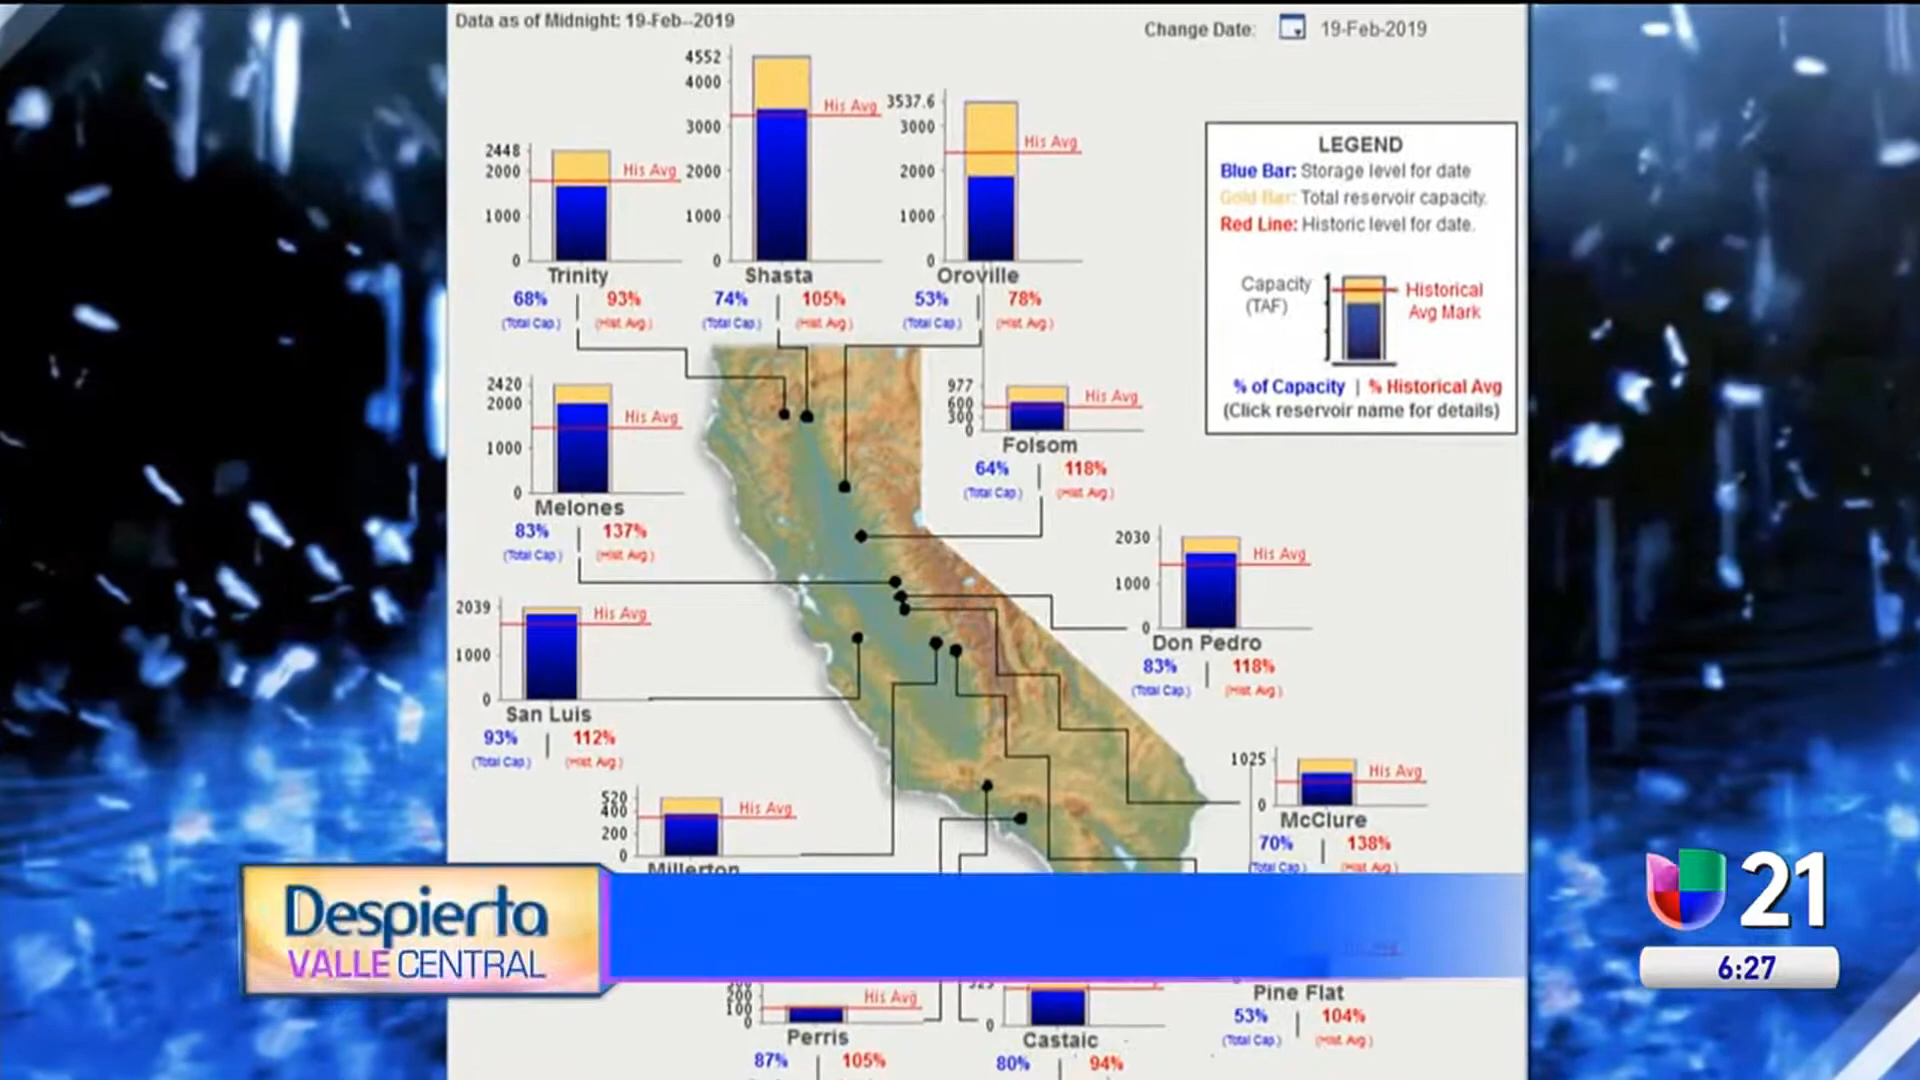 Data as of Midnight: 19-Feb--2019
Change Date: 19-Feb-2019
4552
4000
3000
2000
1000
0
His Avg
Shasta
74% | 105%
(Total Cap.) (Hist. Avg.)
3537.6
3000
2000
1000
0
His Avg
Oroville
53% | 78%
(Total Cap.) (Hist. Avg.)
2448
2000
1000
0
His Avg
Trinity
68% | 93%
(Total Cap.) (Hist. Avg.)
LEGEND
Blue Bar: Storage level for date
Gold Bar: Total reservoir capacity.
Red Line: Historic level for date.
Capacity
(TAF)
Historical
Avg Mark
% of Capacity | % Historical Avg
(Click reservoir name for details)
2420
2000
1000
0
His Avg
Melones
83% | 137%
(Total Cap.) (Hist. Avg.)
977
600
300
0
His Avg
Folsom
64% | 118%
(Total Cap.) (Hist. Avg.)
2030
1000
0
His Avg
Don Pedro
83% | 118%
(Total Cap.) (Hist. Avg.)
2039
1000
0
His Avg
San Luis
93% | 112%
(Total Cap.) (Hist. Avg.)
1025
0
His Avg
McClure
70% | 138%
(Total Cap.) (Hist. Avg.)
520
400
200
0
His Avg
Millerton
Despierta
VALLE CENTRAL
21
6:27
200
100
0
His Avg
Perris
87% | 105%
0
Castaic
80% | 94%
Pine Flat
53% | 104%
(Total Cap.) (Hist. Avg.)